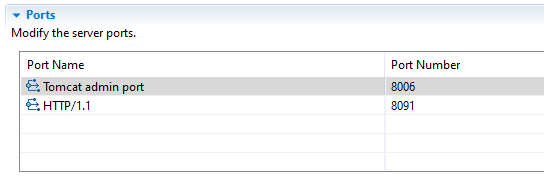 Ports
Modify the server ports.
Port Name Port Number
Tomcat admin port 8006
HTTP/1.1 8091